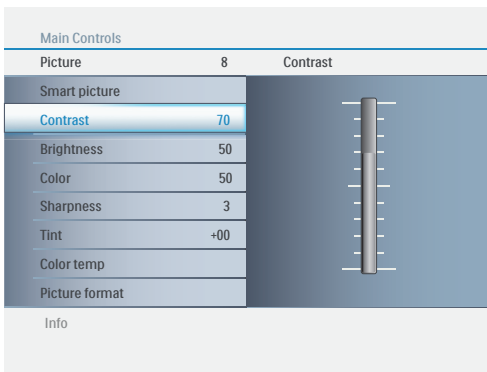 Main Controls
Picture 8 Contrast
Smart picture
Contrast 70
Brightness 50
Color 50
Sharpness 3
Tint +00
Color temp
Picture format
Info